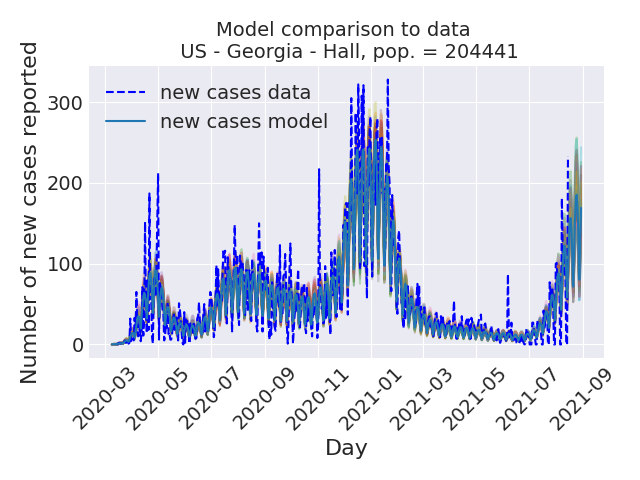 Model comparison to data
US - Georgia - Hall, pop. = 204441
new cases data
new cases model
Number of new cases reported
300
200
100
0
2020-03
2020-05
2020-07
2020-09
2020-11
2021-01
2021-03
2021-05
2021-07
2021-09
Day